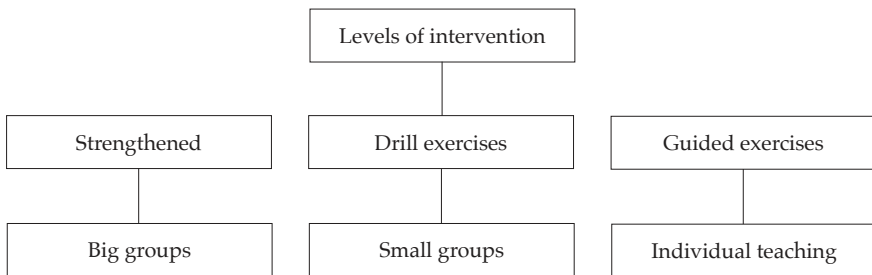 Levels of intervention
Strengthened
Drill exercises
Guided exercises
Big groups
Small groups
Individual teaching